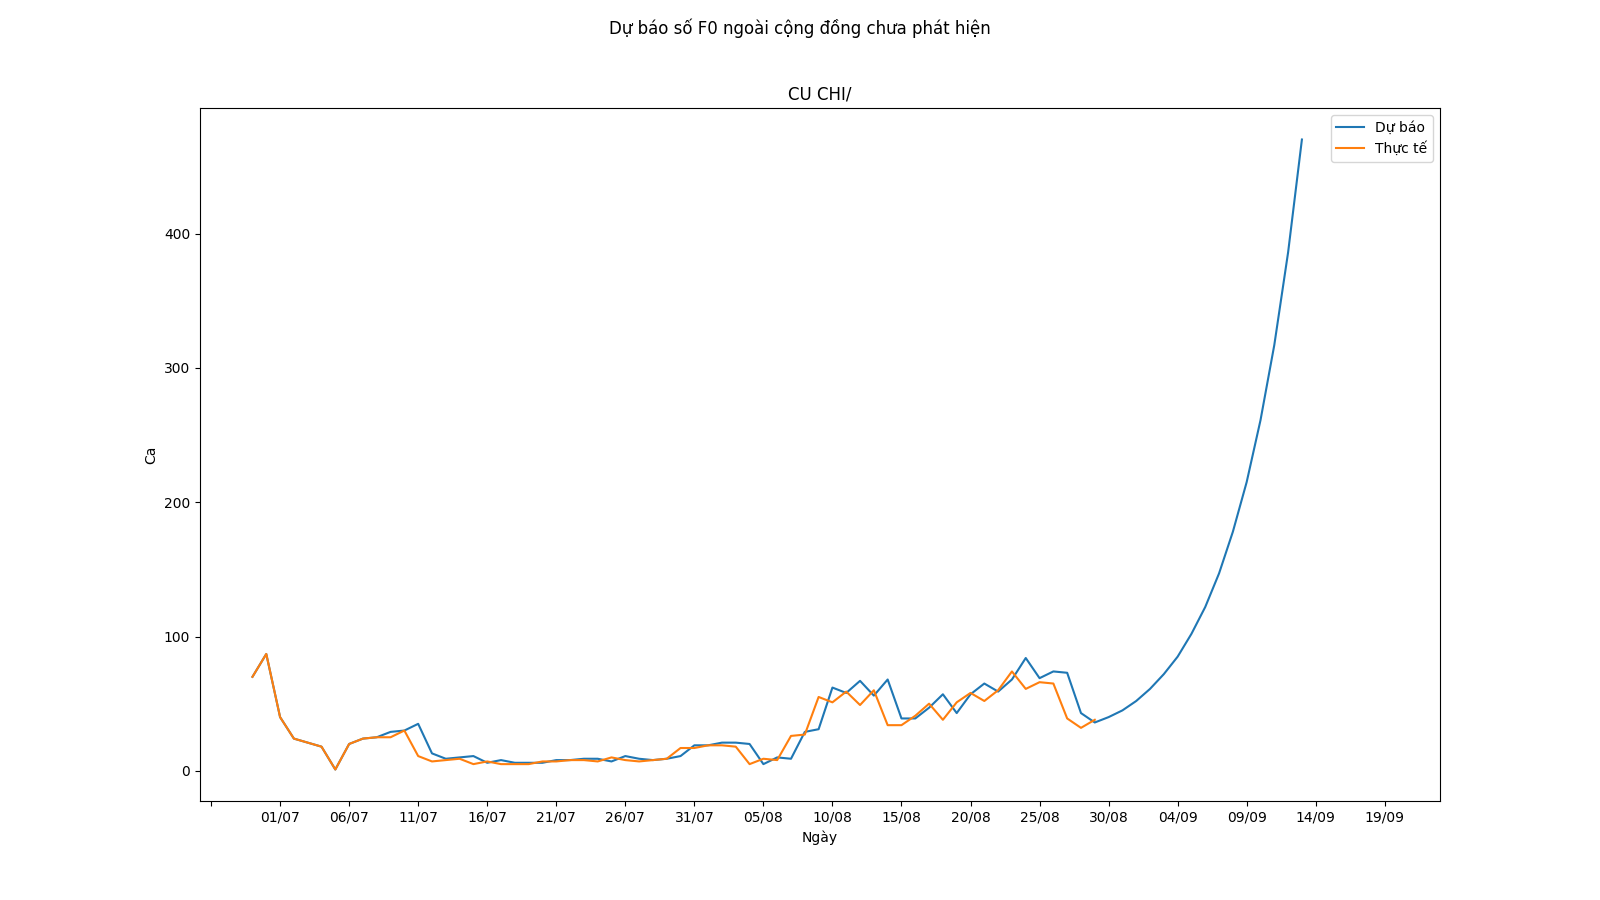 Dự báo số F0 ngoài cộng đồng chưa phát hiện
CU CHI/
Dự báo
Thực tế
400
300
200
100
0
Ca
01/07 06/07 11/07 16/07 21/07 26/07 31/07 05/08 10/08 15/08 20/08 25/08 30/08 04/09 09/09 14/09 19/09
Ngày